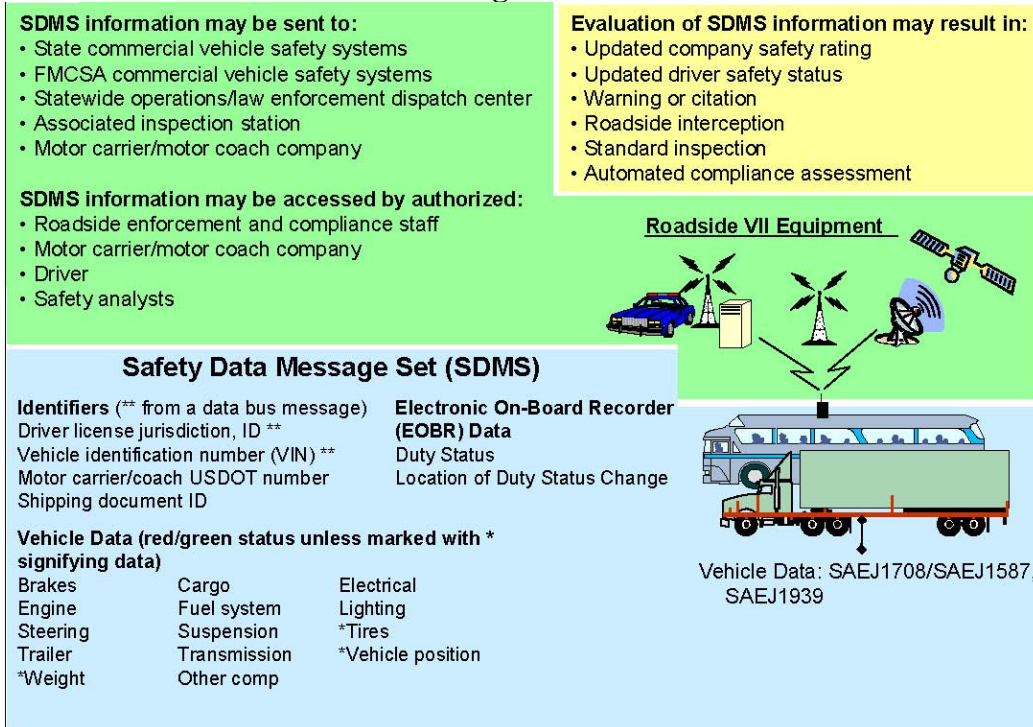 SDMS information may be sent to:
• State commercial vehicle safety systems
• FMCSA commercial vehicle safety systems
• Statewide operations/law enforcement dispatch center
• Associated inspection station
• Motor carrier/motor coach company
SDMS information may be accessed by authorized:
• Roadside enforcement and compliance staff
• Motor carrier/motor coach company
• Driver
• Safety analysts
Evaluation of SDMS information may result in:
• Updated company safety rating
• Updated driver safety status
• Warning or citation
• Roadside interception
• Standard inspection
• Automated compliance assessment
Roadside VII Equipment
Safety Data Message Set (SDMS)
Identifiers (** from a data bus message)
Driver license jurisdiction, ID **
Vehicle identification number (VIN) **
Motor carrier/coach USDOT number
Shipping document ID
Electronic On-Board Recorder
(EOBR) Data
Duty Status
Location of Duty Status Change
Vehicle Data (red/green status unless marked with *
signifying data)
Brakes
Engine
Steering
Trailer
*Weight
Cargo
Fuel system
Suspension
Transmission
Other comp
Electrical
Lighting
*Tires
*Vehicle position
Vehicle Data: SAEJ1708/SAEJ1587,
SAEJ1939